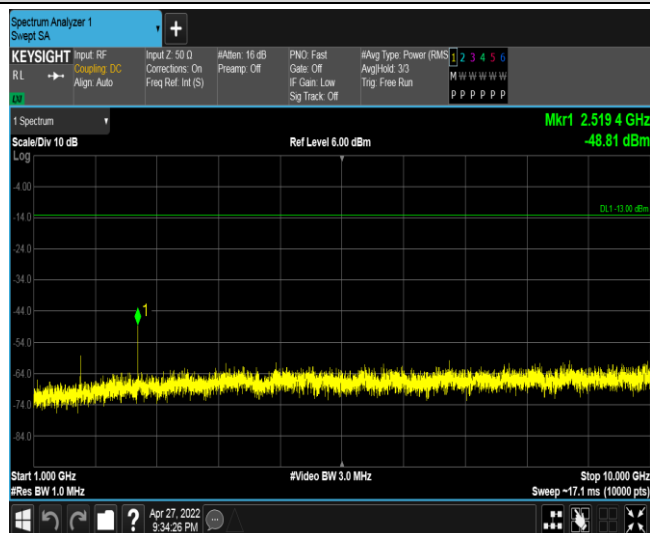 Spectrum Analyzer 1
Swept SA
+
KEYSIGHT Input: RF Input Z: 50 Ω #Atten: 16 dB PNO: Fast #Avg Type: Power (RMS 1 2 3 4 5 6
RL Coupling: DC Corrections: On Preamp: Off Gate: Off Avg|Hold: 3/3 M W W W W W
Align: Auto Freq Ref: Int (S) IF Gain: Low Trig: Free Run
Sig Track: Off P P P P P P
1 Spectrum Mkr1 2.519 4 GHz
Scale/Div 10 dB Ref Level 6.00 dBm -48.81 dBm
Log
-4.00
DL1 -13.00 dBm
-14.0
-24.0
-34.0
-44.0 1
-54.0
-64.0
-74.0
-84.0
Start 1.000 GHz #Video BW 3.0 MHz Stop 10.000 GHz
#Res BW 1.0 MHz Sweep ~17.1 ms (10000 pts)
? Apr 27, 2022
9:34:26 PM